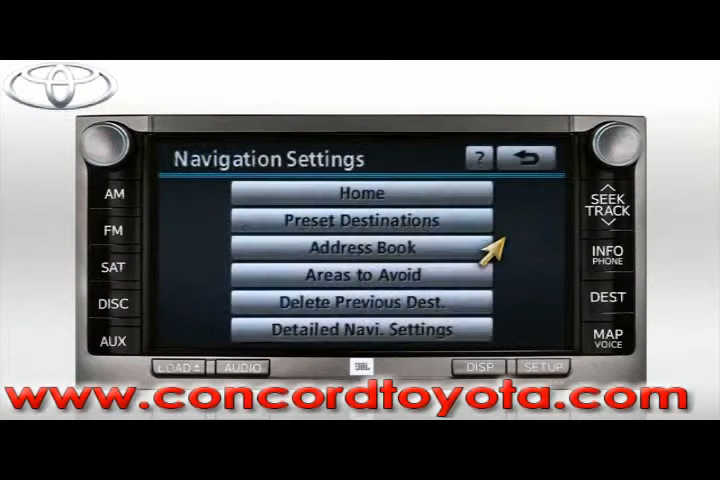 Navigation Settings
?
Home
Preset Destinations
Address Book
Areas to Avoid
Delete Previous Dest.
Detailed Navi. Settings
AM
FM
SAT
DISC
AUX
SEEK
TRACK
INFO
PHONE
DEST
MAP
VOICE
LOAD
AUDIO
JBL
DISP
SETUP
www.concordtoyota.com